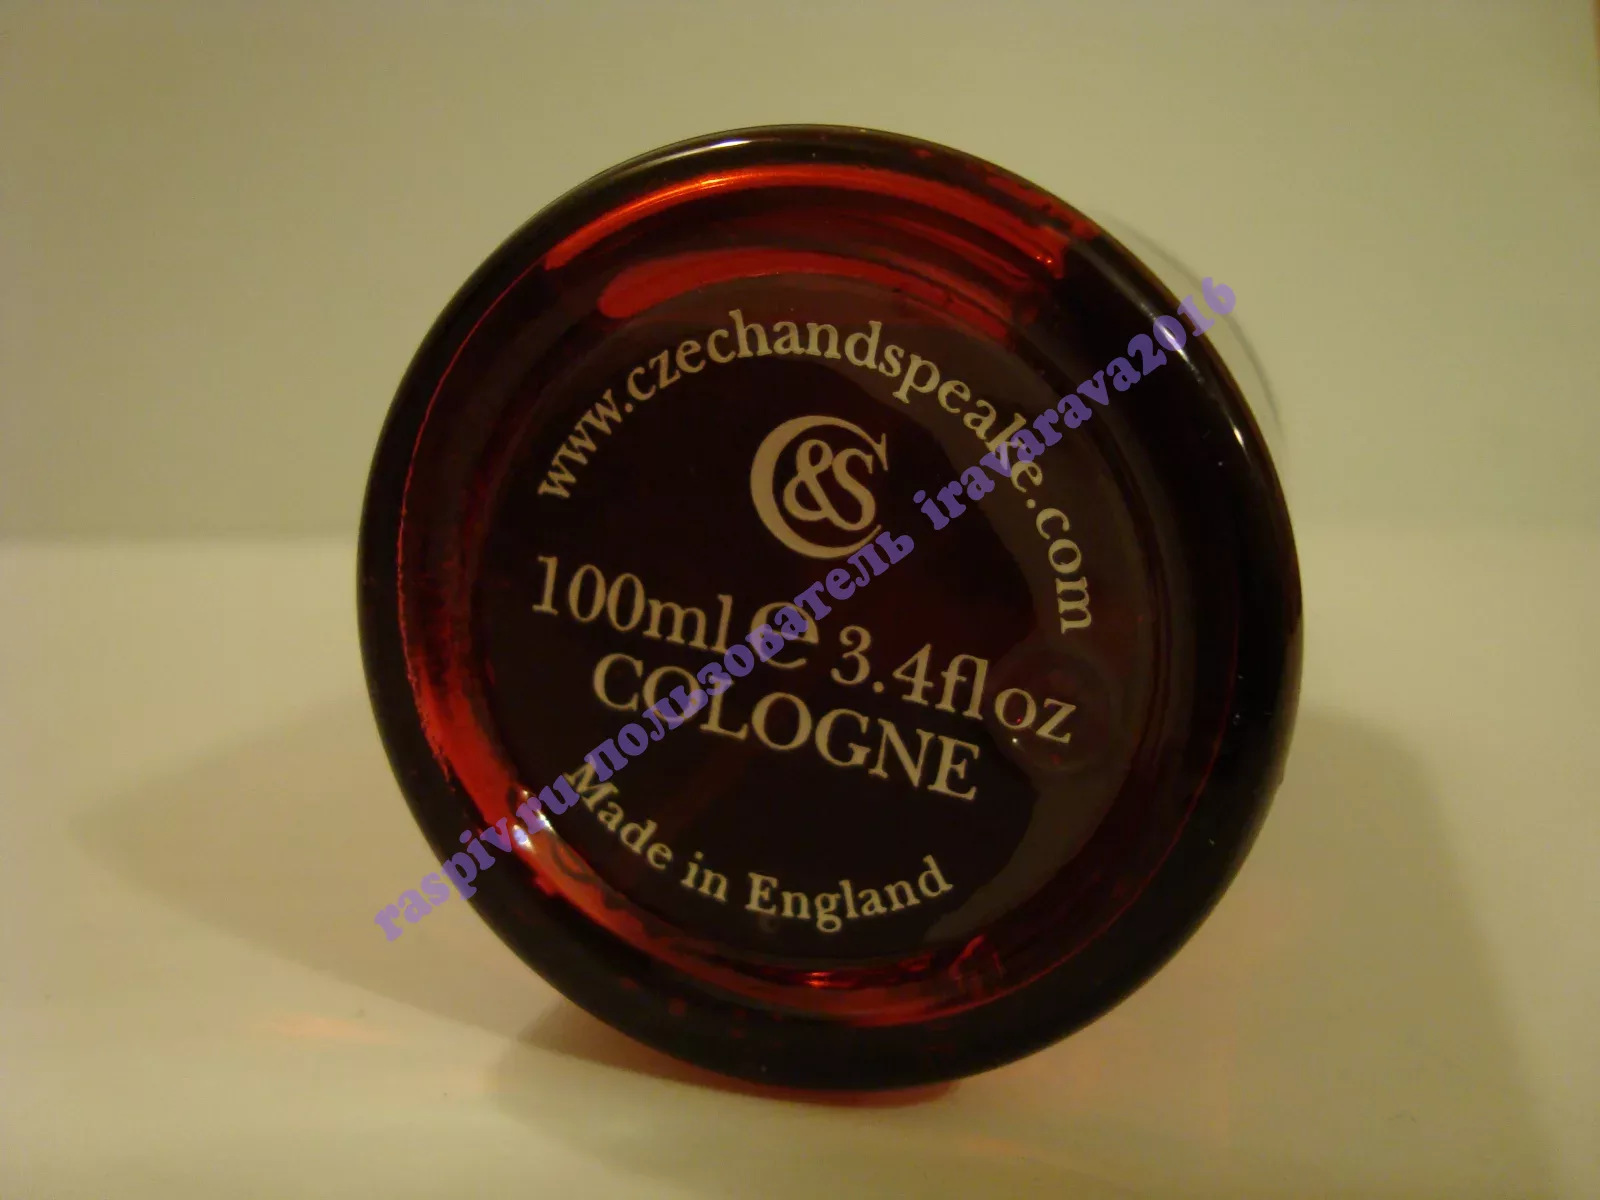 www.czechandspeake.com
C&S
100ml e 3.4fl oz
COLOGNE
Made in England
raspiv.ru-пользователь iravarava2016